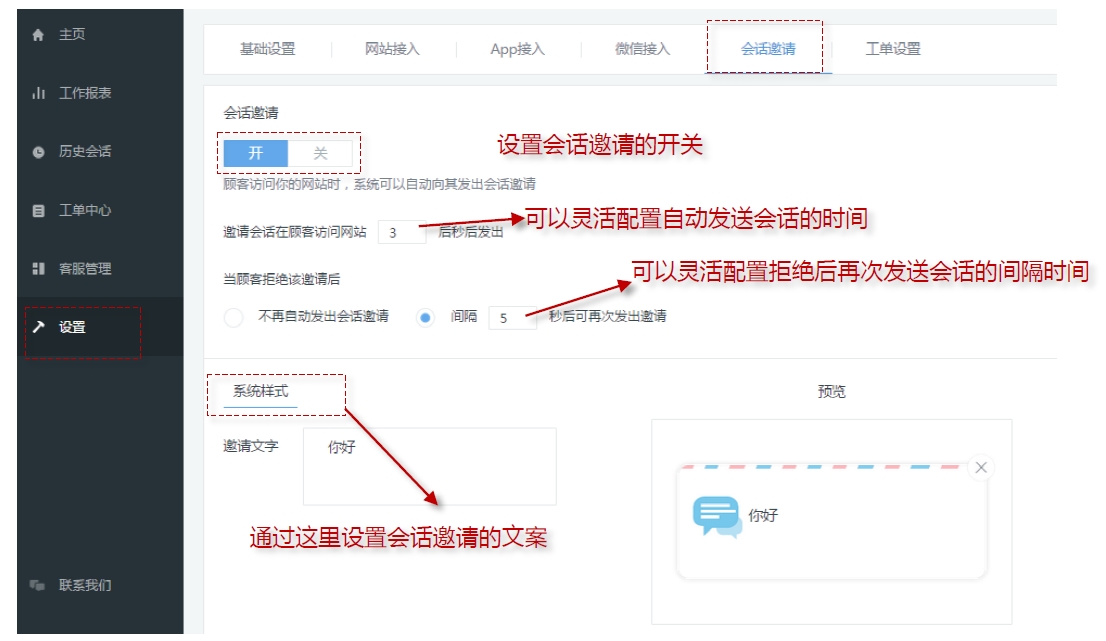 主页
工作报表
历史会话
工单中心
客服管理
设置
联系我们
基础设置 网站接入 App接入 微信接入 会话邀请 工单设置
会话邀请
开 关
设置会话邀请的开关
顾客访问你的网站时，系统可以自动向其发出会话邀请
邀请会话在顾客访问网站 3 后秒后发出
可以灵活配置自动发送会话的时间
当顾客拒绝该邀请后
可以灵活配置拒绝后再次发送会话的间隔时间
不再自动发出会话邀请 间隔 5 秒后可再次发出邀请
系统样式
预览
邀请文字 你好
你好
通过这里设置会话邀请的文案